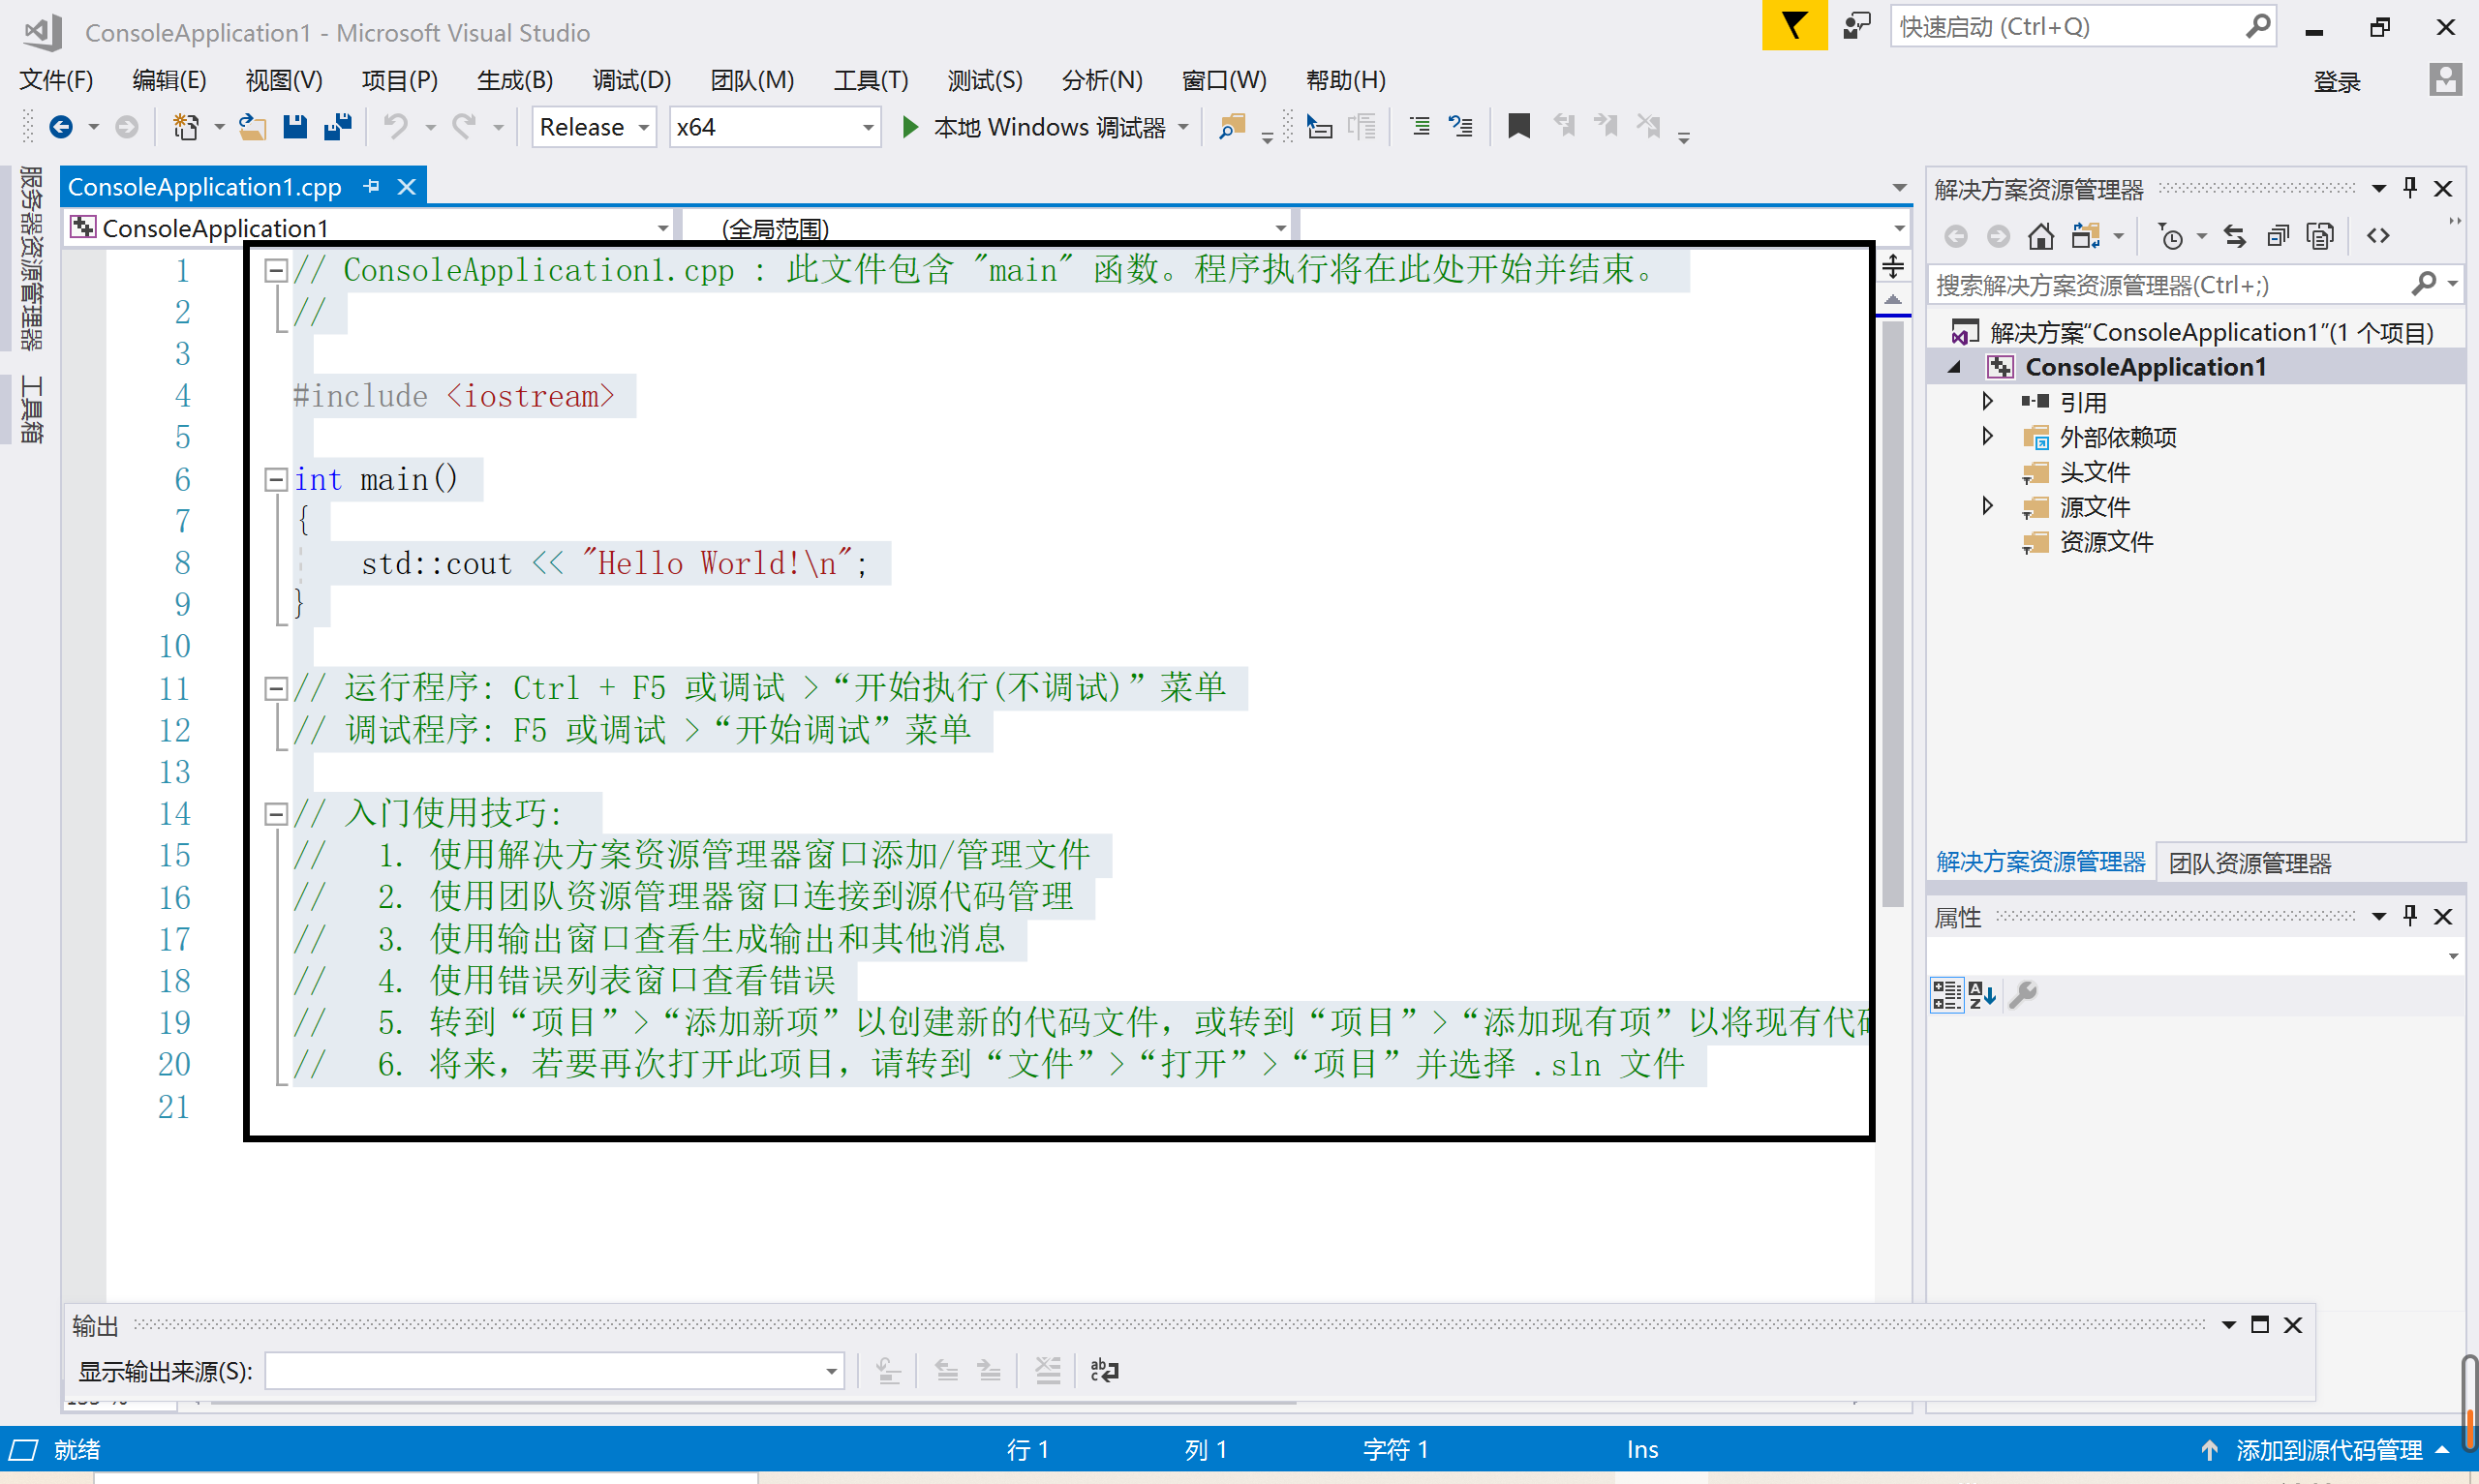 ConsoleApplication1 - Microsoft Visual Studio
快速启动 (Ctrl+Q)
文件(F) 编辑(E) 视图(V) 项目(P) 生成(B) 调试(D) 团队(M) 工具(T) 测试(S) 分析(N) 窗口(W) 帮助(H)
登录
Release x64 本地 Windows 调试器
服务器资源管理器
工具箱
ConsoleApplication1.cpp
ConsoleApplication1 (全局范围)
1 // ConsoleApplication1.cpp : 此文件包含 "main" 函数。程序执行将在此处开始并结束。
2 //
3
4 #include <iostream>
5
6 int main()
7 {
8 std::cout << "Hello World!\n";
9 }
10
11 // 运行程序: Ctrl + F5 或调试 >“开始执行(不调试)”菜单
12 // 调试程序: F5 或调试 >“开始调试”菜单
13
14 // 入门使用技巧:
15 // 1. 使用解决方案资源管理器窗口添加/管理文件
16 // 2. 使用团队资源管理器窗口连接到源代码管理
17 // 3. 使用输出窗口查看生成输出和其他消息
18 // 4. 使用错误列表窗口查看错误
19 // 5. 转到“项目”>“添加新项”以创建新的代码文件，或转到“项目”>“添加现有项”以将现有代码
20 // 6. 将来，若要再次打开此项目，请转到“文件”>“打开”>“项目”并选择 .sln 文件
21
解决方案资源管理器
搜索解决方案资源管理器(Ctrl+;)
解决方案“ConsoleApplication1”(1 个项目)
ConsoleApplication1
引用
外部依赖项
头文件
源文件
资源文件
解决方案资源管理器 团队资源管理器
属性
输出
显示输出来源(S):
就绪 行 1 列 1 字符 1 Ins 添加到源代码管理